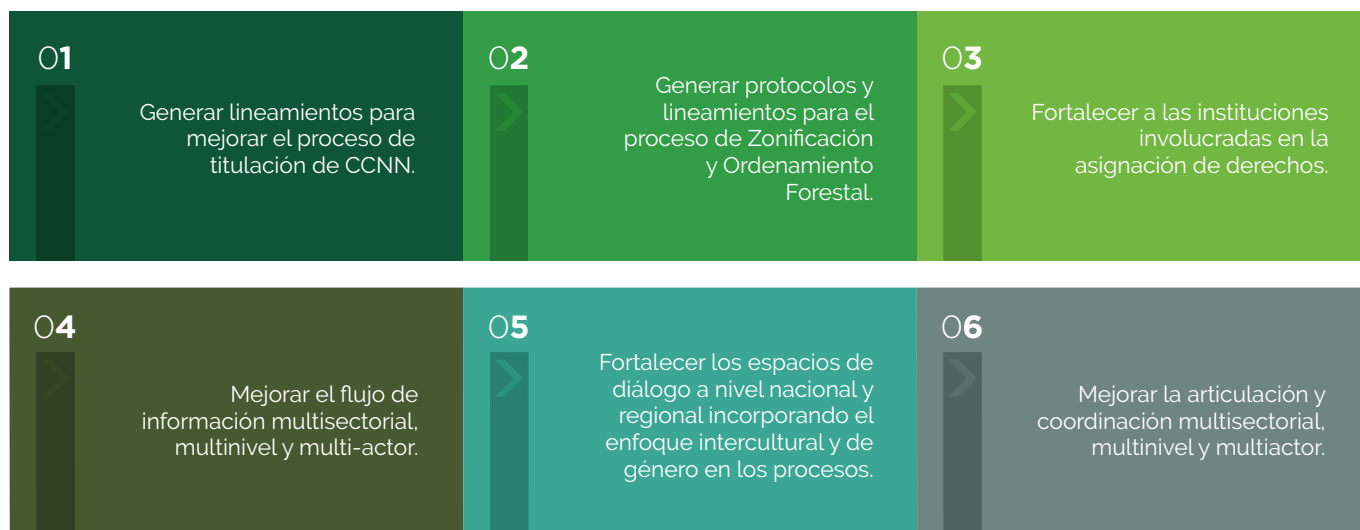 01
Generar lineamientos para
mejorar el proceso de
titulación de CCNN.
02
Generar protocolos y
lineamientos para el
proceso de Zonificación
y Ordenamiento
Forestal.
03
Fortalecer a las instituciones
involucradas en la
asignación de derechos.
04
Mejorar el flujo de
información multisectorial,
multinivel y multi-actor.
05
Fortalecer los espacios de
diálogo a nivel nacional y
regional incorporando el
enfoque intercultural y de
género en los procesos.
06
Mejorar la articulación y
coordinación multisectorial,
multinivel y multiactor.